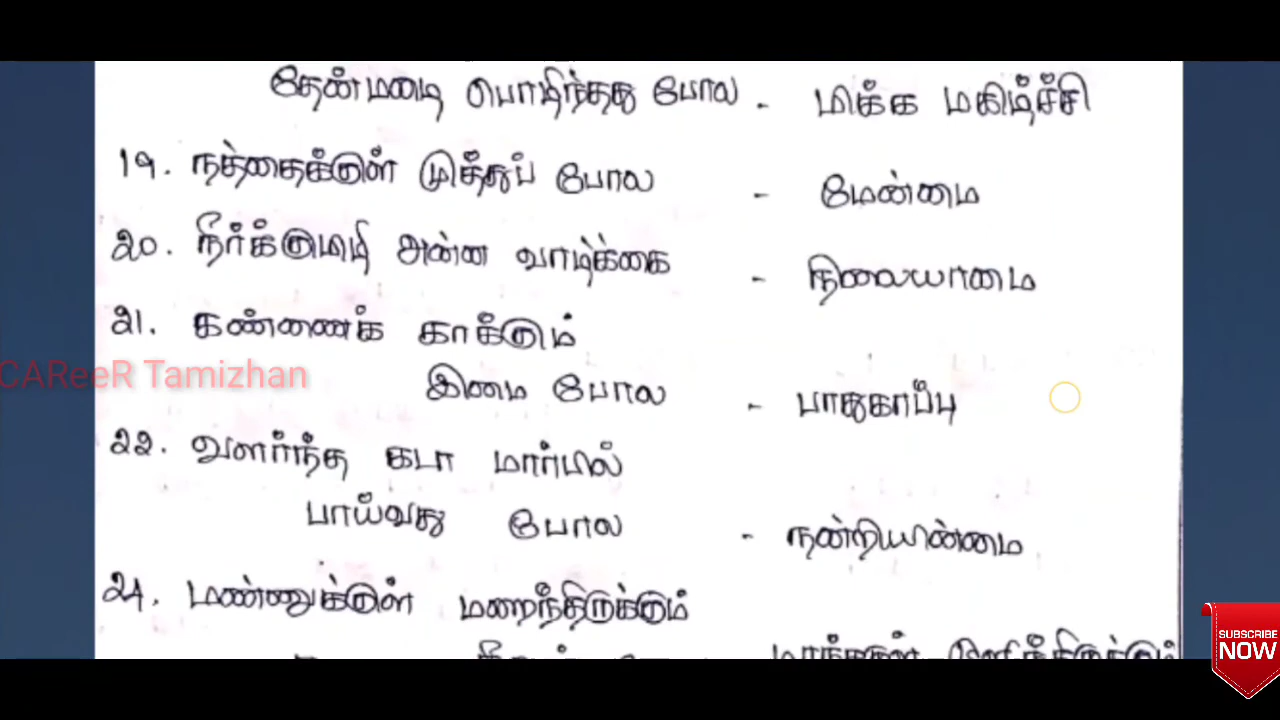 தேன்மடை பொழிந்தது போல - மிக்க மகிழ்ச்சி
19. நத்தைக்குள் முத்துப் போல - மேன்மை
20. நீர்க்குமிழி அன்ன வாழ்க்கை - நிலையாமை
21. கண்ணைக் காக்கும்
இமை போல - பாதுகாப்பு
CAReeR Tamizhan
22. வளர்ந்த கடா மார்பில்
பாய்வது போல - நன்றியின்மை
24. மண்ணுக்குள் மறைந்திருக்கும்
SUBSCRIBE
NOW